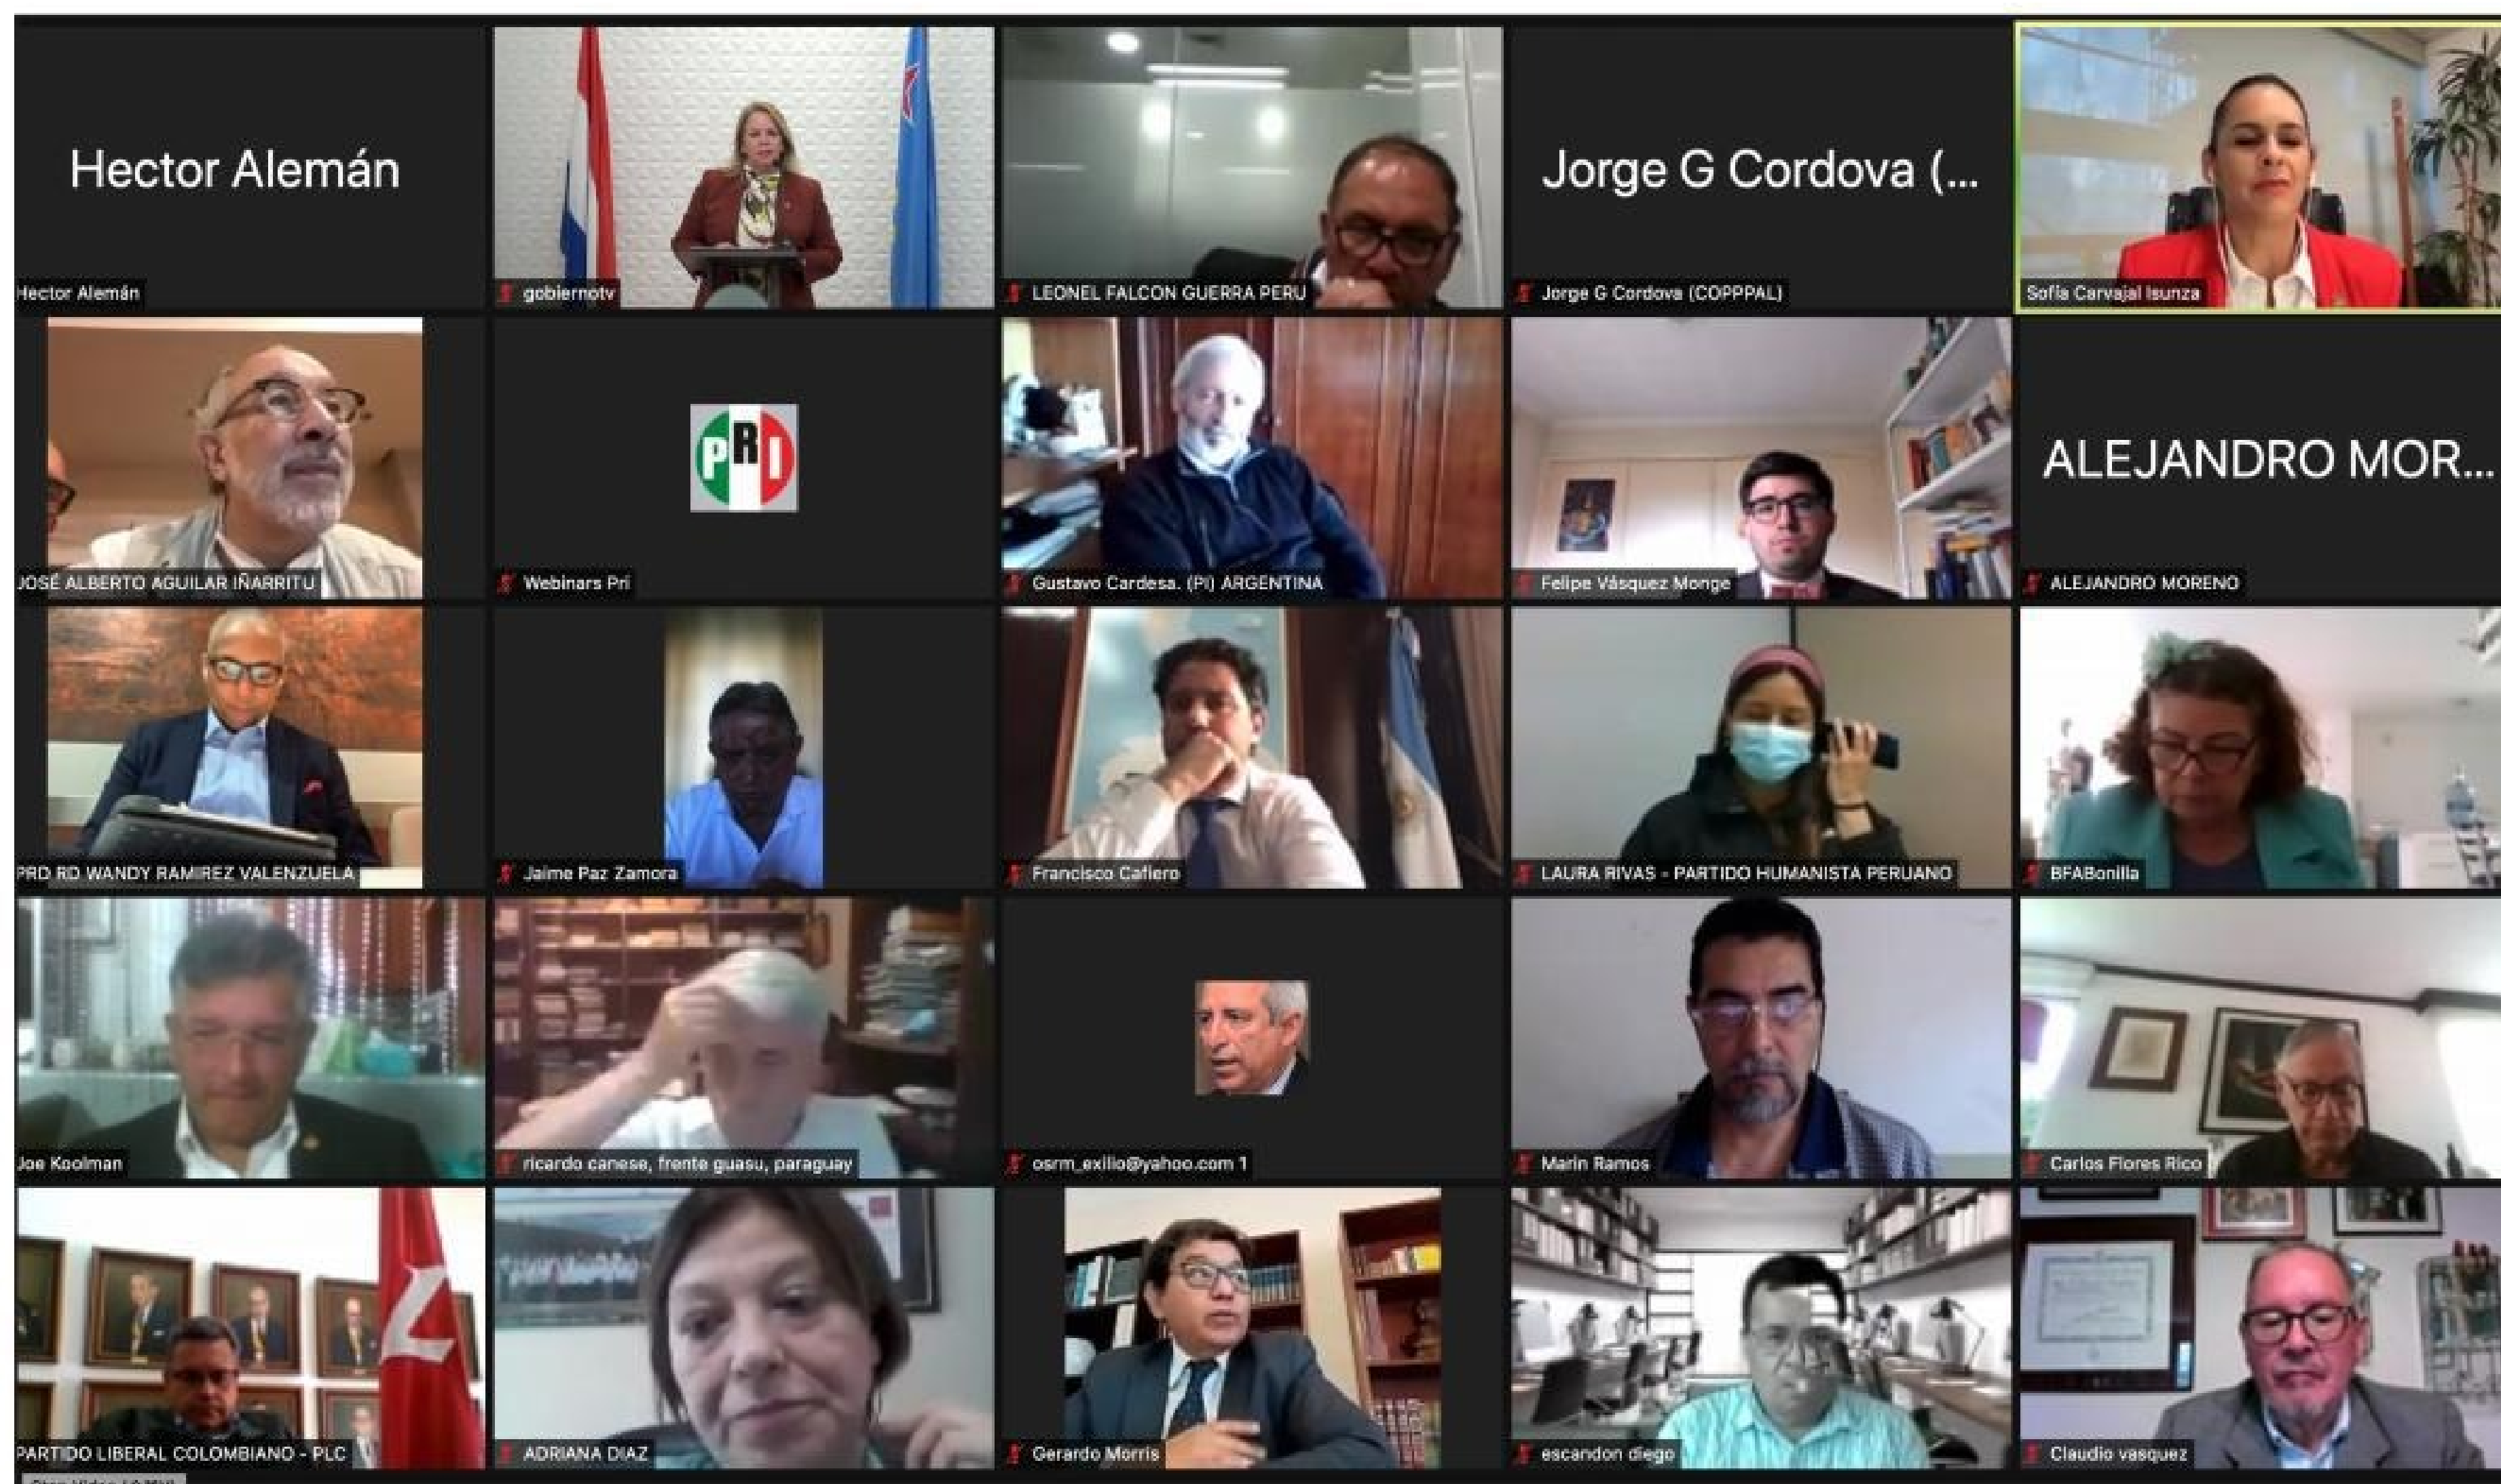 Hector Alemán
Hector Alemán
gobiernotv
LEONEL FALCON GUERRA PERU
Jorge G Cordova (...
Jorge G Cordova (COPPPAL)
Sofía Carvajal Isunza
JOSÉ ALBERTO AGUILAR IÑARRITU
PRI
Webinars Pri
Gustavo Cardesa. (PI) ARGENTINA
Felipe Vásquez Monge
ALEJANDRO MOR...
ALEJANDRO MORENO
PRD RD WANDY RAMIREZ VALENZUELA
Jaime Paz Zamora
Francisco Cafiero
LAURA RIVAS - PARTIDO HUMANISTA PERUANO
BFABonilla
Joe Koolman
ricardo canese, frente guasu, paraguay
osrm_exilio@yahoo.com 1
Marin Ramos
Carlos Flores Rico
L
PARTIDO LIBERAL COLOMBIANO - PLC
ADRIANA DIAZ
Gerardo Morris
escandon diego
Claudio vasquez